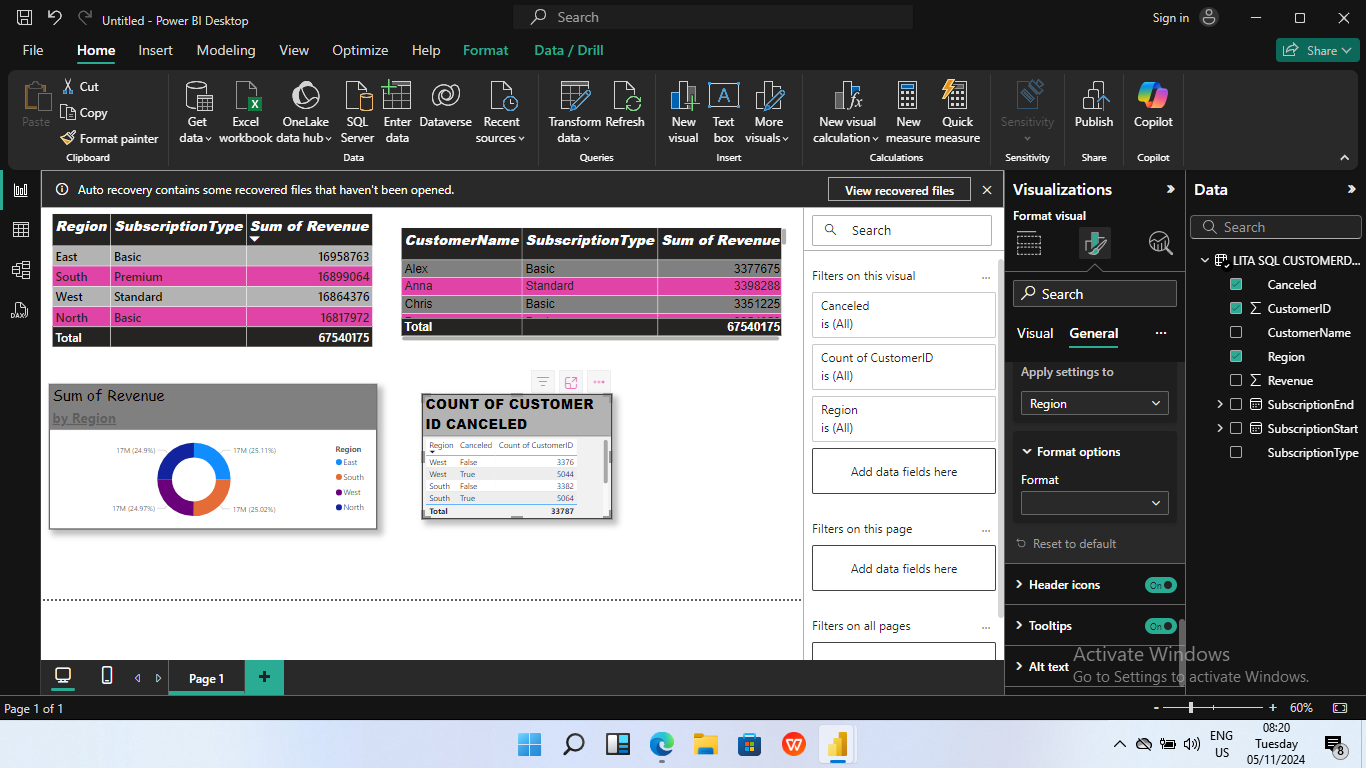 Untitled - Power BI Desktop
Search
Sign in
File Home Insert Modeling View Optimize Help Format Data / Drill
Share
Paste
Cut
Copy
Format painter
Clipboard
Get data
Excel workbook
OneLake data hub
SQL Server
Enter data
Dataverse
Recent sources
Data
Transform data
Refresh
Queries
New visual
Text box
More visuals
Insert
New visual calculation
New measure
Quick measure
Calculations
Sensitivity
Sensitivity
Publish
Share
Copilot
Copilot
Auto recovery contains some recovered files that haven't been opened.
View recovered files
Region SubscriptionType Sum of Revenue
East Basic 16958763
South Premium 16899064
West Standard 16864376
North Basic 16817972
Total 67540175
CustomerName SubscriptionType Sum of Revenue
Alex Basic 3377675
Anna Standard 3398288
Chris Basic 3351225
Total 67540175
Sum of Revenue
by Region
17M (24.9%)
17M (25.11%)
17M (24.97%)
17M (25.02%)
Region
East
South
West
North
COUNT OF CUSTOMER
ID CANCELED
Region Canceled Count of CustomerID
West False 3376
West True 5044
South False 3382
South True 5064
Total 33787
Search
Filters on this visual
Canceled
is (All)
Count of CustomerID
is (All)
Region
is (All)
Add data fields here
Filters on this page
Add data fields here
Filters on all pages
Visualizations
Format visual
Search
Visual General
Apply settings to
Region
Format options
Format
Reset to default
Header icons On
Tooltips On
Alt text
Data
Search
LITA SQL CUSTOMERD...
Canceled
CustomerID
CustomerName
Region
Revenue
SubscriptionEnd
SubscriptionStart
SubscriptionType
Activate Windows
Go to Settings to activate Windows.
Page 1
Page 1 of 1
- + 60%
ENG
US
08:20
Tuesday
05/11/2024
8